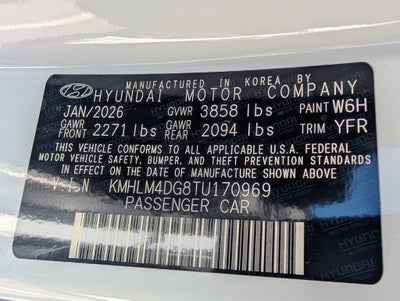 MANUFACTURED IN KOREA BY
HYUNDAI MOTOR COMPANY
JAN/2026 GVWR 3858 lbs PAINT W6H
GAWR FRONT 2271 lbs GAWR REAR 2094 lbs TRIM YFR
THIS VEHICLE CONFORMS TO ALL APPLICABLE U.S.A. FEDERAL
MOTOR VEHICLE SAFETY, BUMPER, AND THEFT PREVENTION STANDARDS
IN EFFECT ON THE DATE OF MANUFACTURE SHOWN ABOVE
V.I.N KMHLM4DG8TU170969
PASSENGER CAR